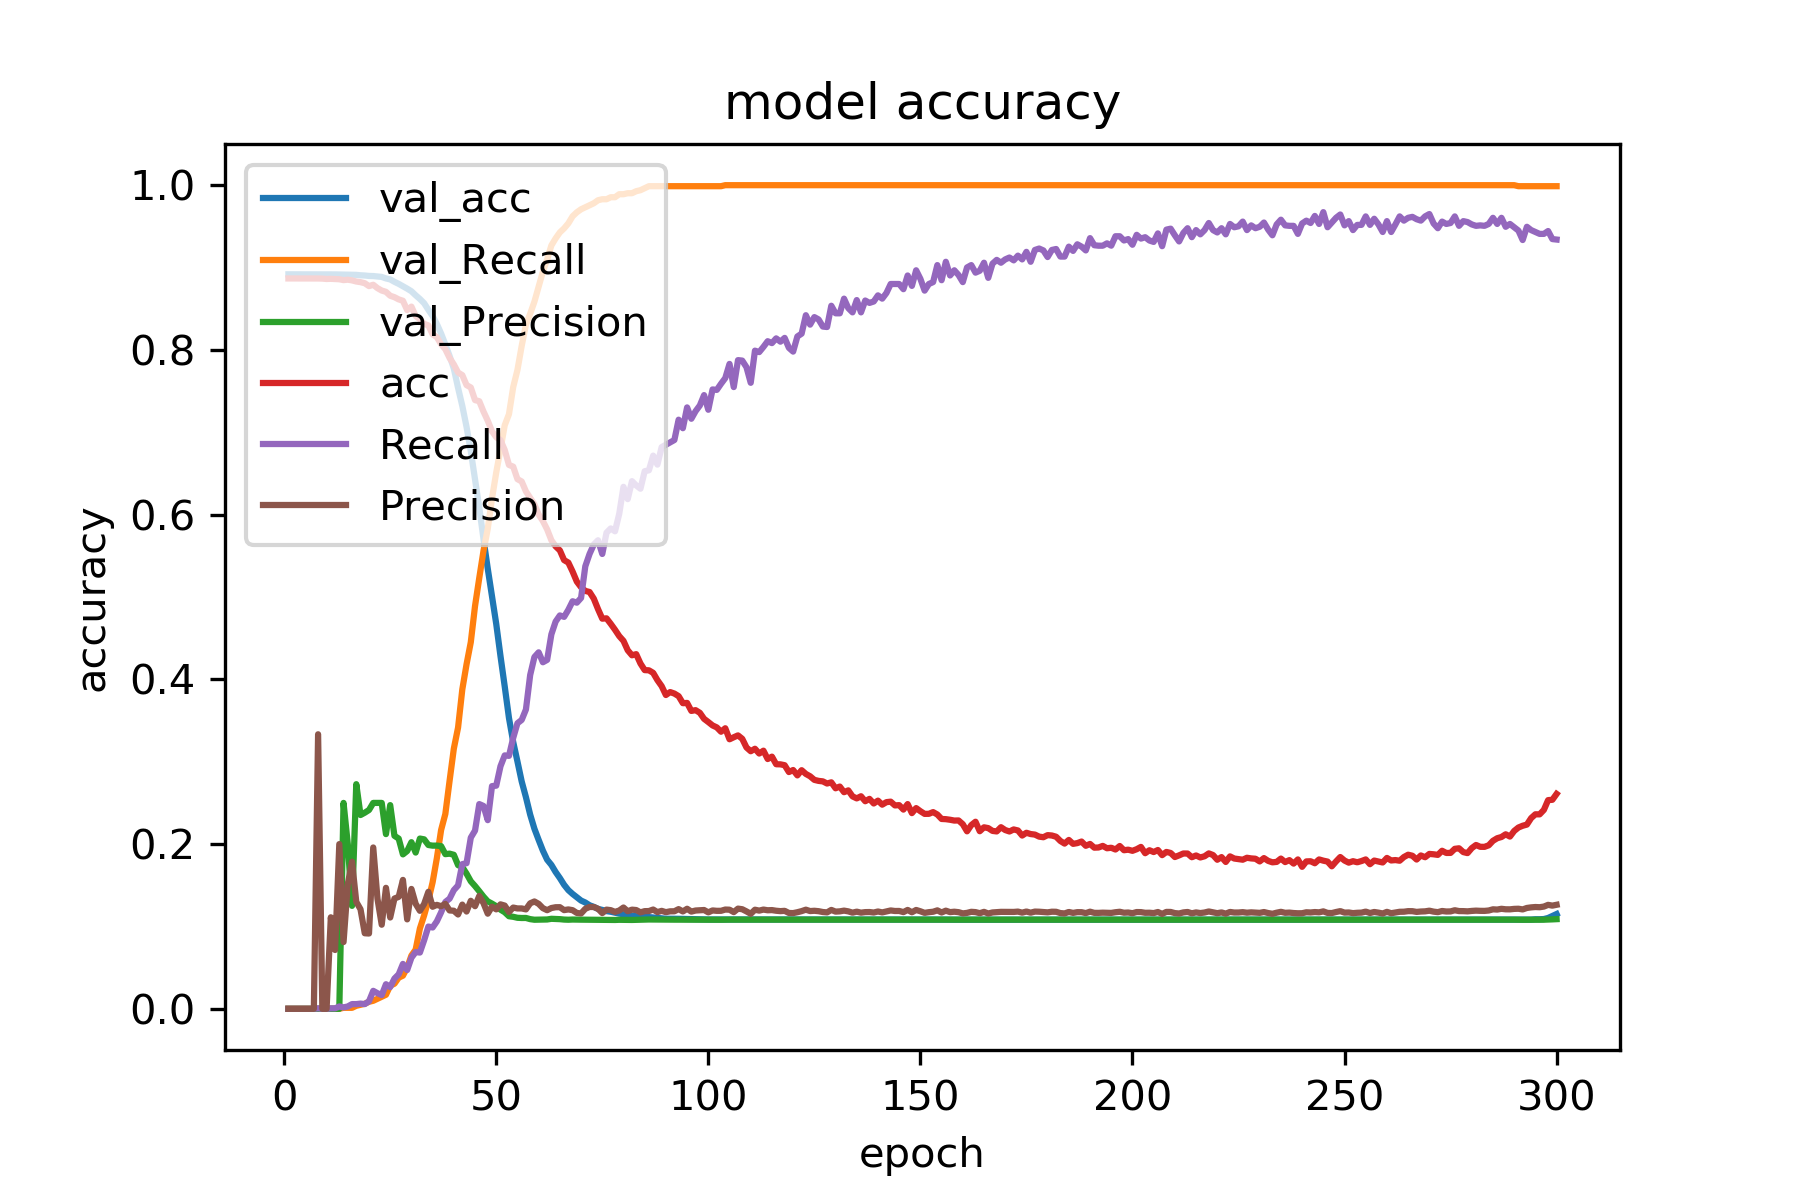 model accuracy
val_acc
val_Recall
val_Precision
acc
Recall
Precision
accuracy
1.0
0.8
0.6
0.4
0.2
0.0
0 50 100 150 200 250 300
epoch